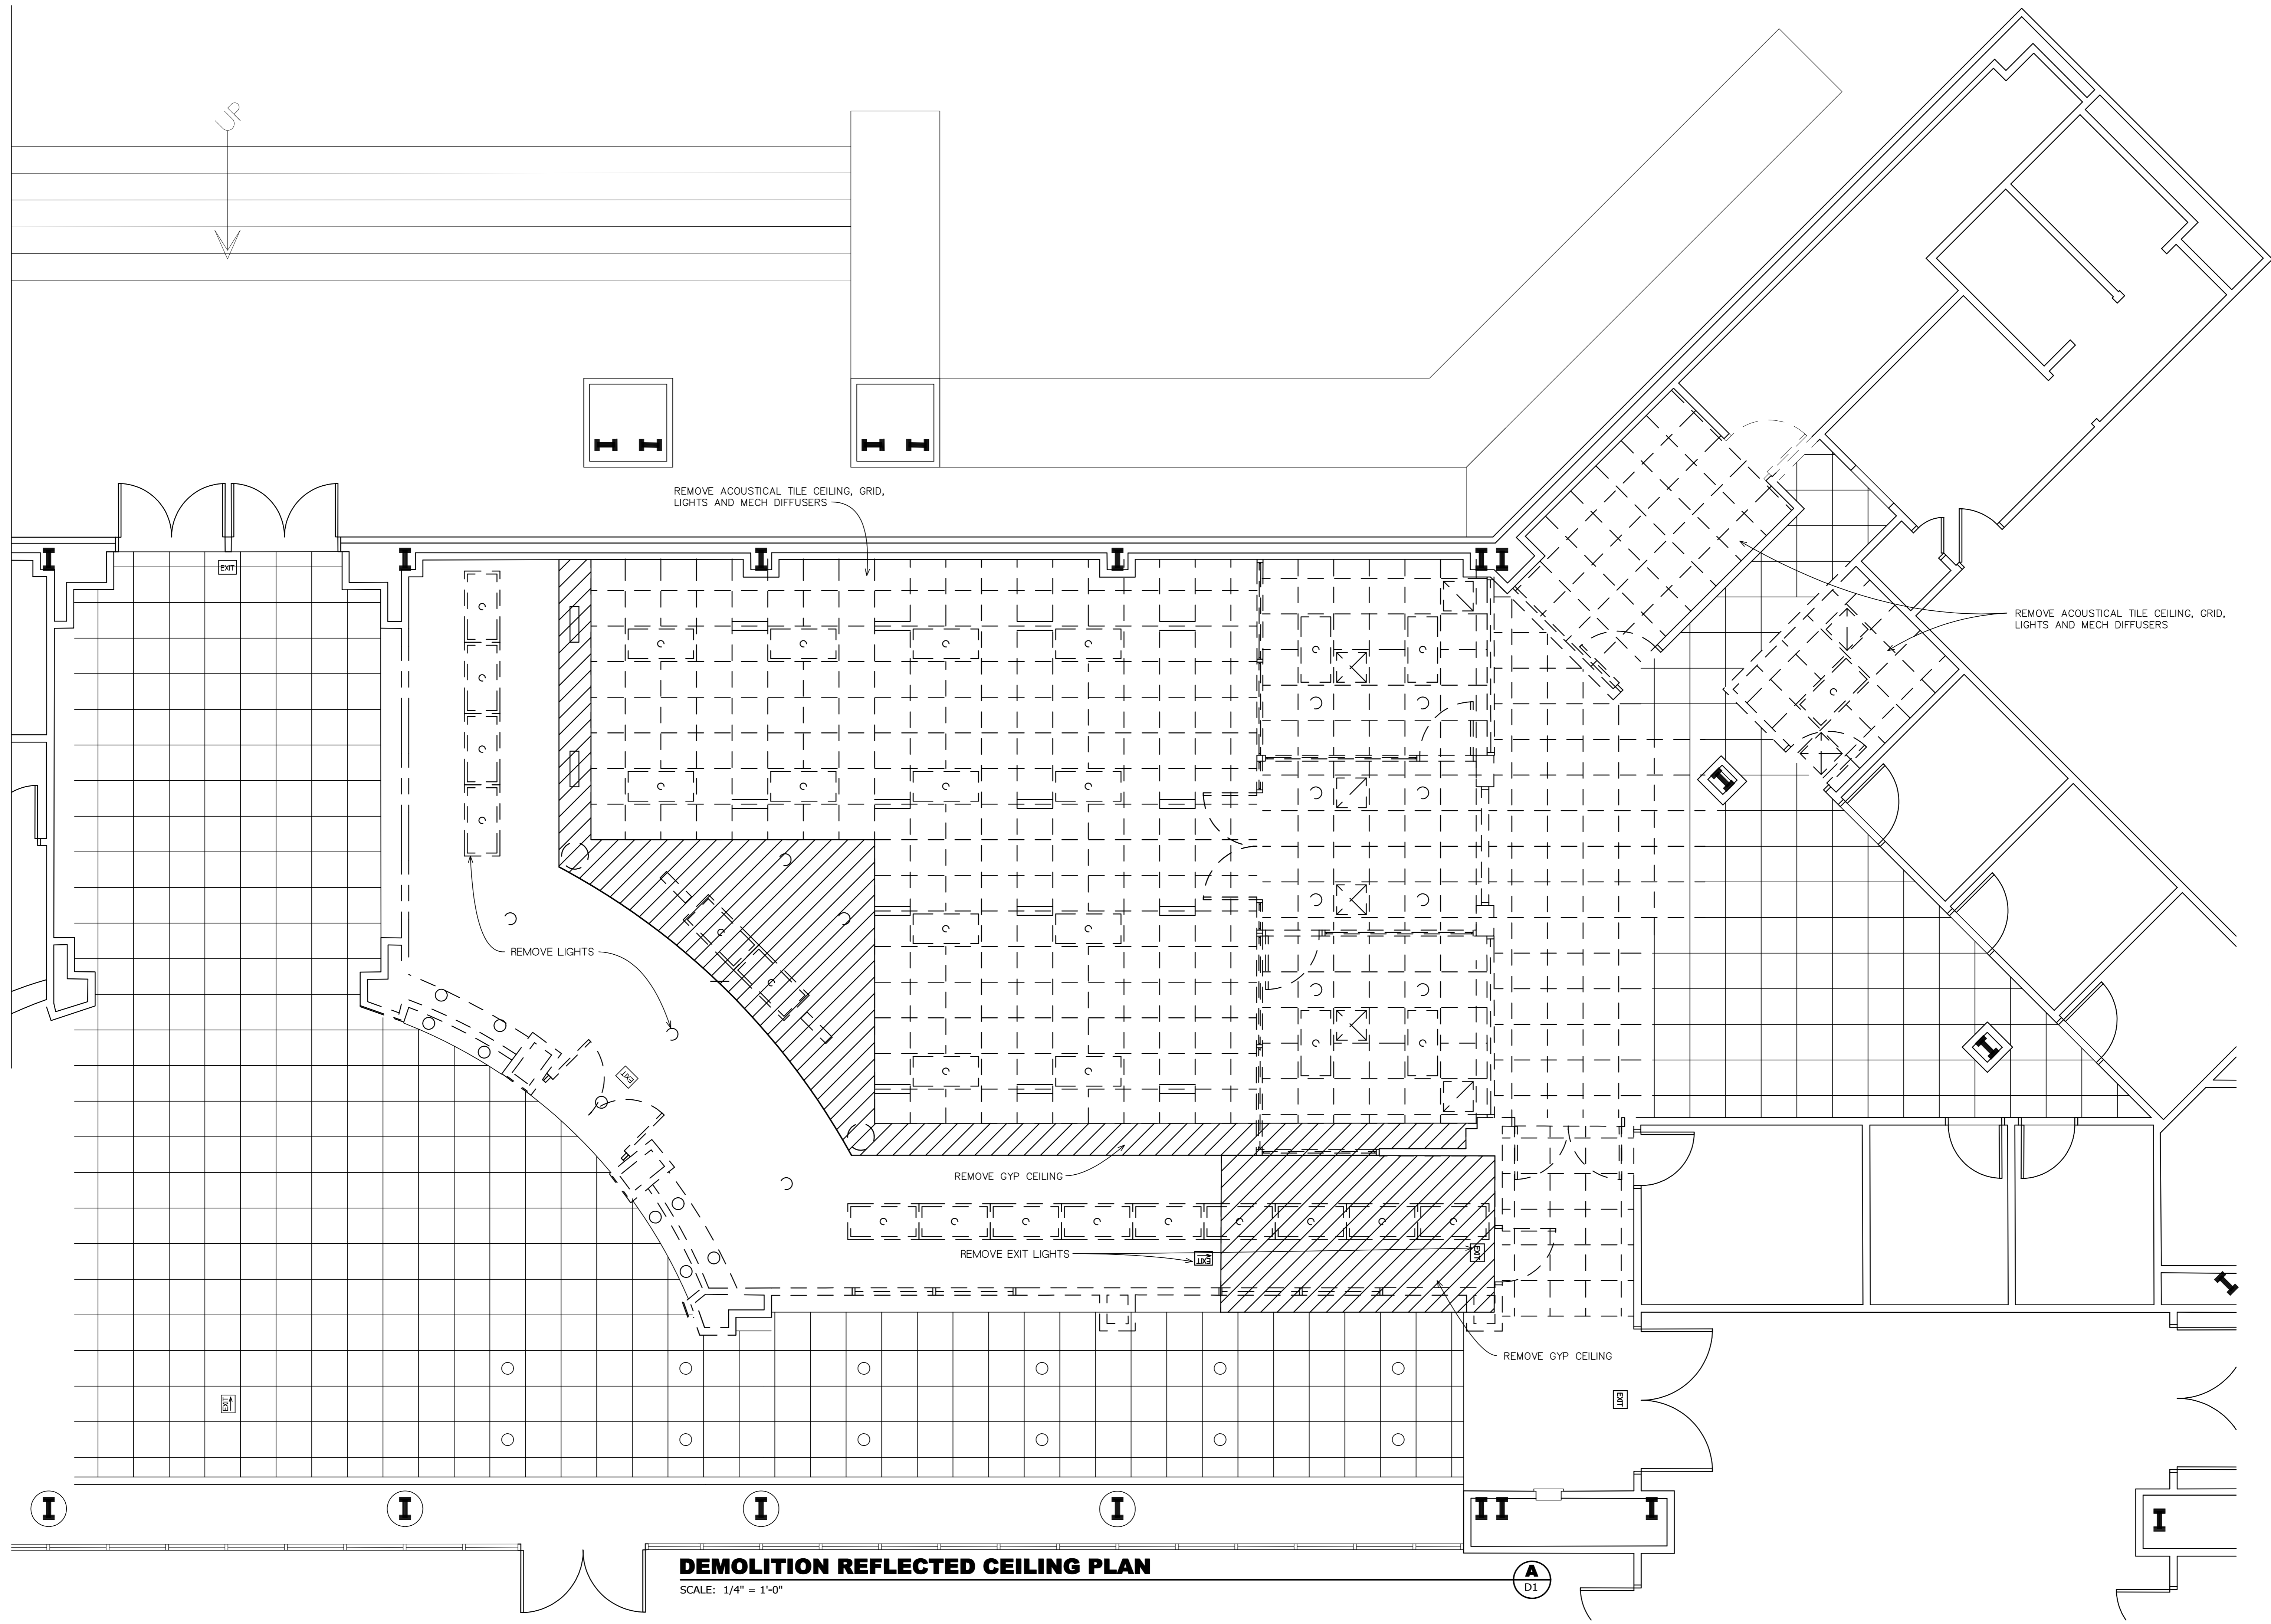 UP
REMOVE ACOUSTICAL TILE CEILING, GRID,
LIGHTS AND MECH DIFFUSERS
EXIT
REMOVE ACOUSTICAL TILE CEILING, GRID,
LIGHTS AND MECH DIFFUSERS
REMOVE LIGHTS
EXIT
REMOVE GYP CEILING
REMOVE EXIT LIGHTS
EXIT
EXIT
REMOVE GYP CEILING
EXIT
EXIT
DEMOLITION REFLECTED CEILING PLAN
SCALE: 1/4" = 1'-0"
A
D1